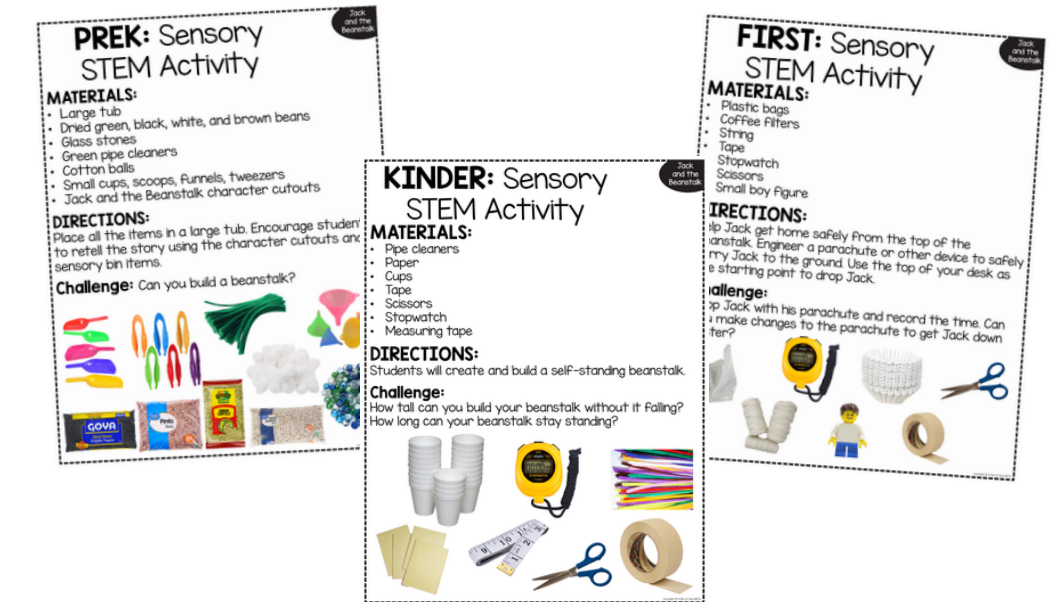 PREK: Sensory
STEM Activity
Jack
and the
Beanstalk
MATERIALS:
• Large tub
• Dried green, black, white, and brown beans
• Glass stones
• Green pipe cleaners
• Cotton balls
• Small cups, scoops, funnels, tweezers
• Jack and the Beanstalk character cutouts
DIRECTIONS:
Place all the items in a large tub. Encourage studen
to retell the story using the character cutouts and
sensory bin items.
Challenge: Can you build a beanstalk?
GOYA
Pinto
KINDER: Sensory
STEM Activity
Jack
and the
Beanstalk
MATERIALS:
• Pipe cleaners
• Paper
• Cups
• Tape
• Scissors
• Stopwatch
• Measuring tape
DIRECTIONS:
Students will create and build a self-standing beanstalk.
Challenge:
How tall can you build your beanstalk without it falling?
How long can your beanstalk stay standing?
FIRST: Sensory
STEM Activity
Jack
and the
Beanstalk
MATERIALS:
• Plastic bags
• Coffee filters
• String
• Tape
Stopwatch
Scissors
Small boy figure
IRECTIONS:
elp Jack get home safely from the top of the
eanstalk. Engineer a parachute or other device to safely
rry Jack to the ground. Use the top of your desk as
e starting point to drop Jack.
hallenge:
op Jack with his parachute and record the time. Can
u make changes to the parachute to get Jack down
ter?